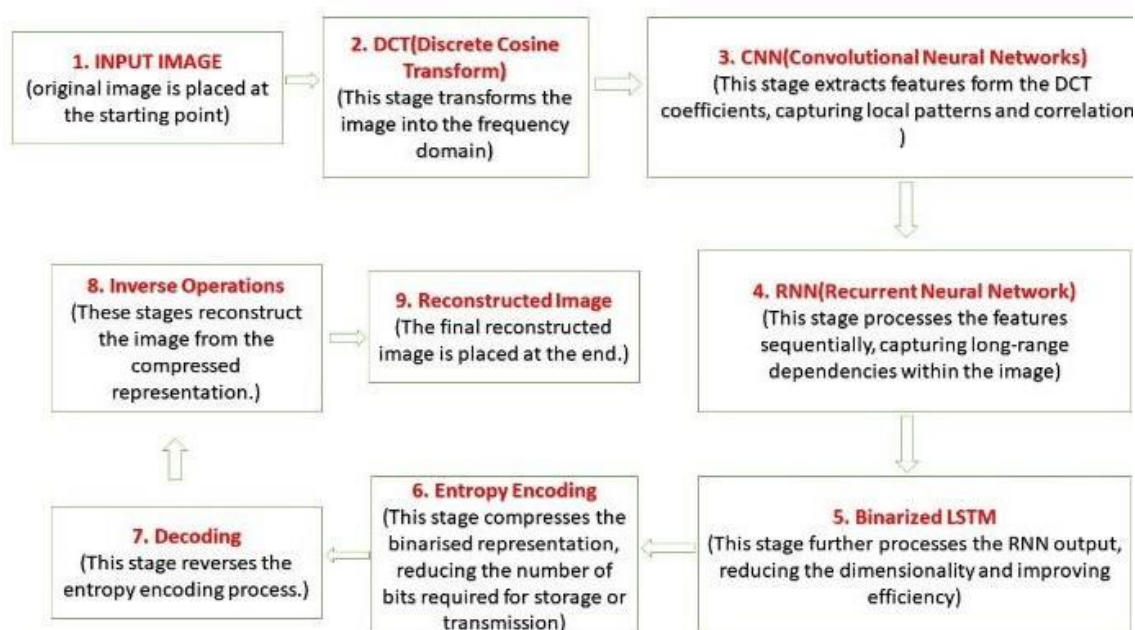 1. INPUT IMAGE
(original image is placed at
the starting point)
2. DCT(Discrete Cosine
Transform)
(This stage transforms the
image into the frequency
domain)
3. CNN(Convolutional Neural Networks)
(This stage extracts features form the DCT
coefficients, capturing local patterns and correlation
)
4. RNN(Recurrent Neural Network)
(This stage processes the features
sequentially, capturing long-range
dependencies within the image)
5. Binarized LSTM
(This stage further processes the RNN output,
reducing the dimensionality and improving
efficiency)
6. Entropy Encoding
(This stage compresses the
binarised representation,
reducing the number of
bits required for storage or
transmission)
7. Decoding
(This stage reverses the
entropy encoding process.)
8. Inverse Operations
(These stages reconstruct
the image from the
compressed
representation.)
9. Reconstructed Image
(The final reconstructed
image is placed at the end.)